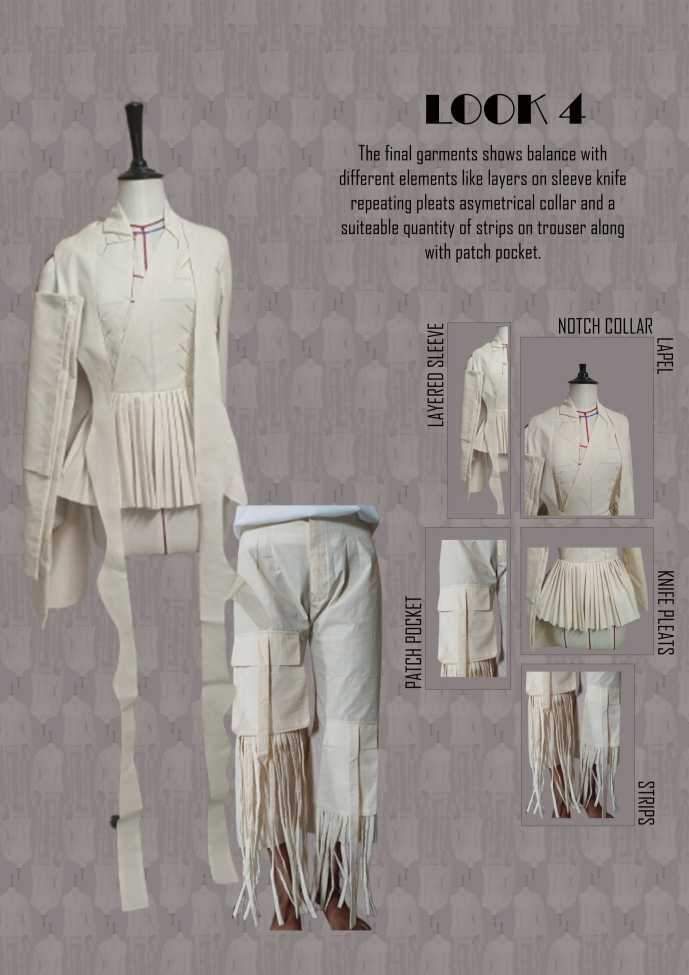 LOOK 4
The final garments shows balance with
different elements like layers on sleeve knife
repeating pleats asymetrical collar and a
suiteable quantity of strips on trouser along
with patch pocket.
NOTCH COLLAR
LAPEL
LAYERED SLEEVE
KNIFE PLEATS
PATCH POCKET
STRIPS